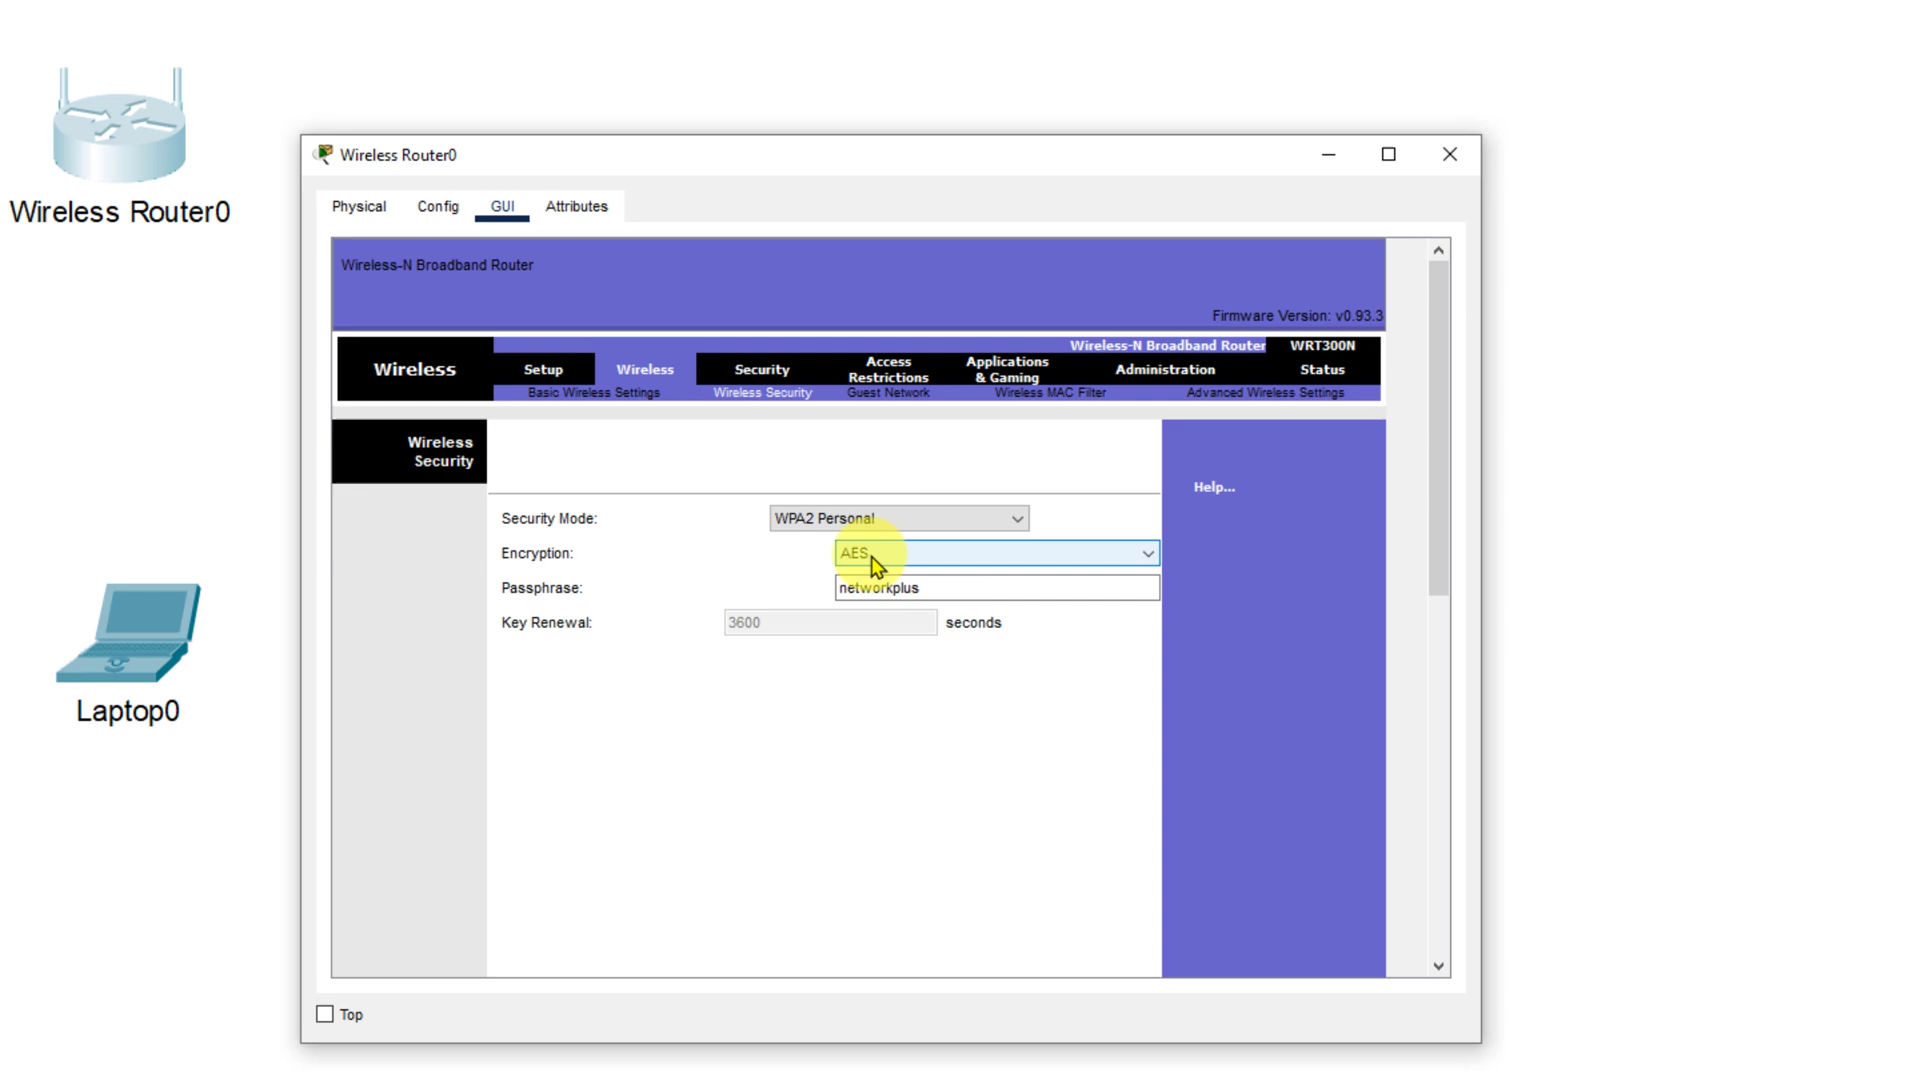 Wireless Router0
Wireless Router0
Physical Config GUI Attributes
Wireless-N Broadband Router
Firmware Version: v0.93.3
Wireless-N Broadband Router WRT300N
Wireless Setup Wireless Security Access Restrictions Applications & Gaming Administration Status
Basic Wireless Settings Wireless Security Guest Network Wireless MAC Filter Advanced Wireless Settings
Wireless
Security
Help...
Security Mode: WPA2 Personal
Encryption: AES
Passphrase: networkplus
Key Renewal: 3600 seconds
Laptop0
Top